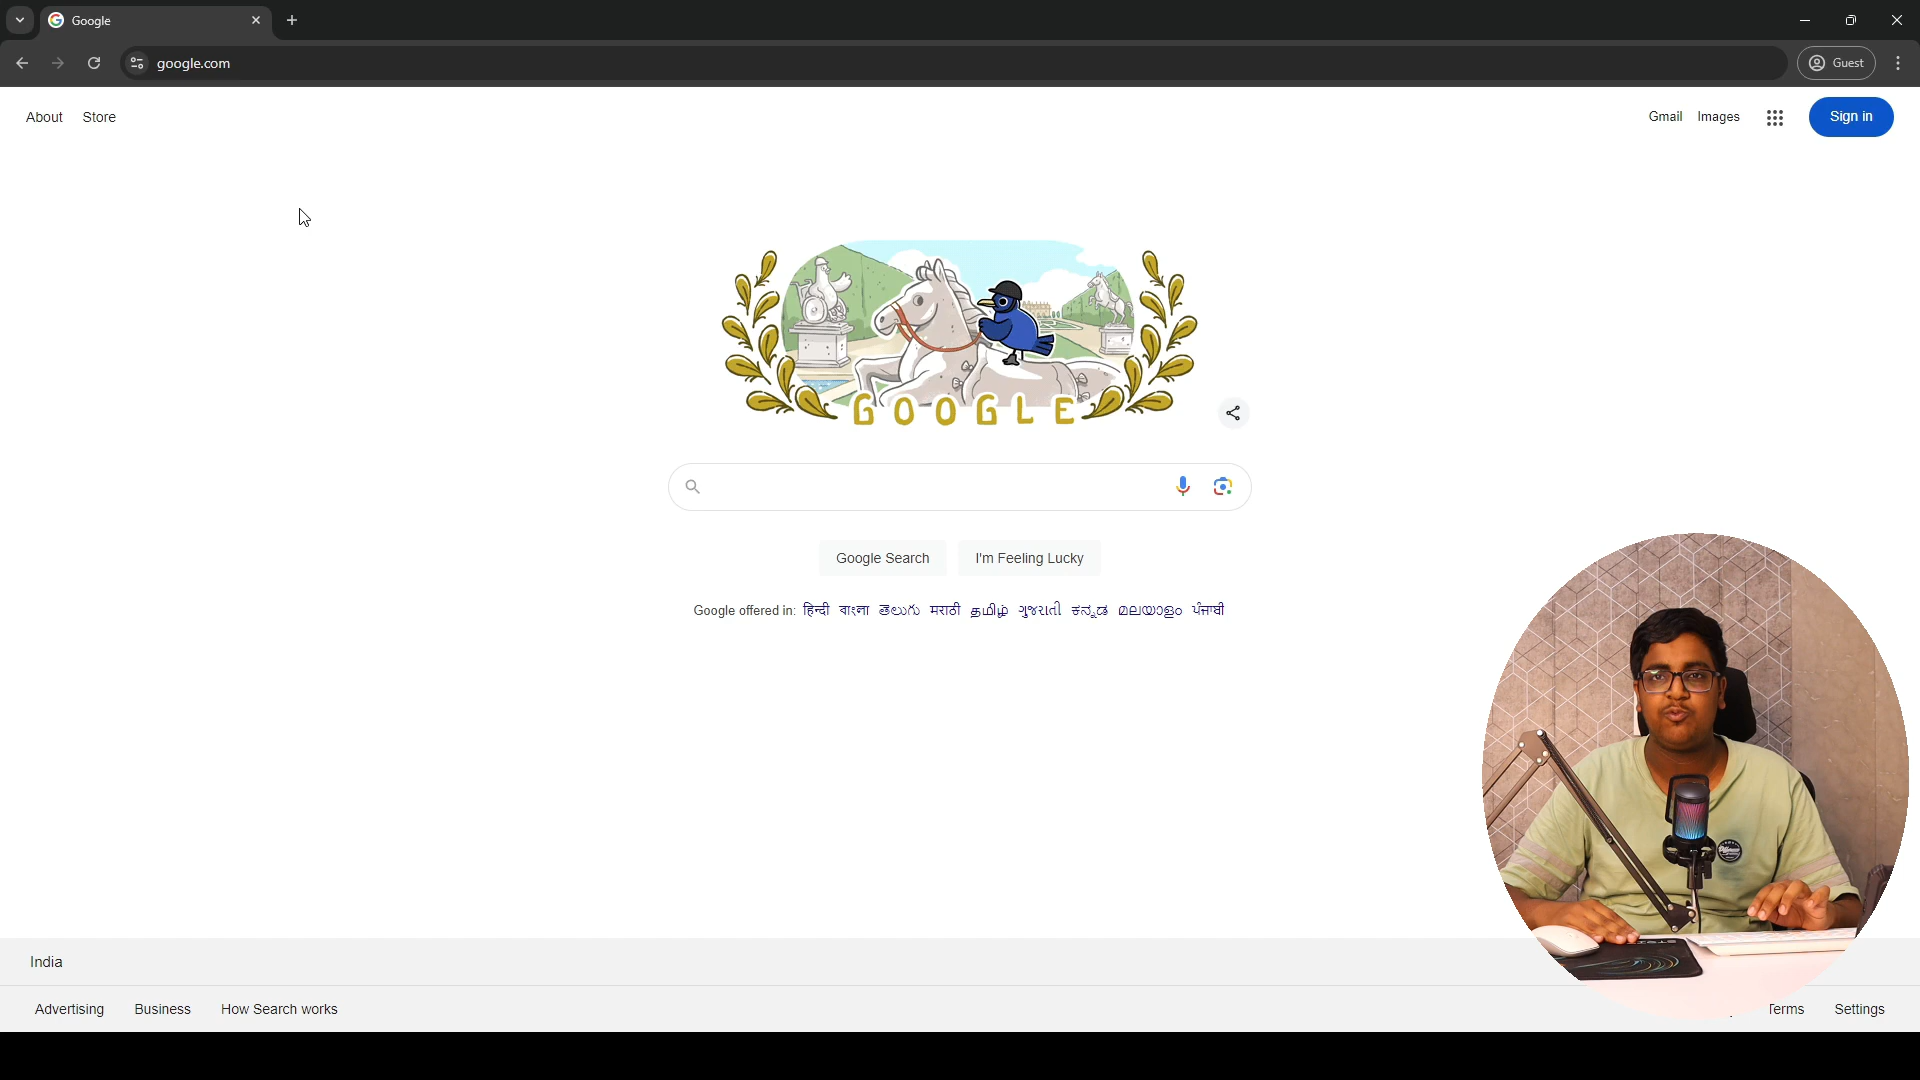 Google
google.com
Guest
About Store
Gmail Images
Sign in
GOOGLE
Google Search I'm Feeling Lucky
Google offered in: हिन्दी বাংলা తెలుగు मराठी தமிழ் ગુજરાતી ಕನ್ನಡ മലയാളം ਪੰਜਾਬੀ
India
Advertising Business How Search works
Terms Settings